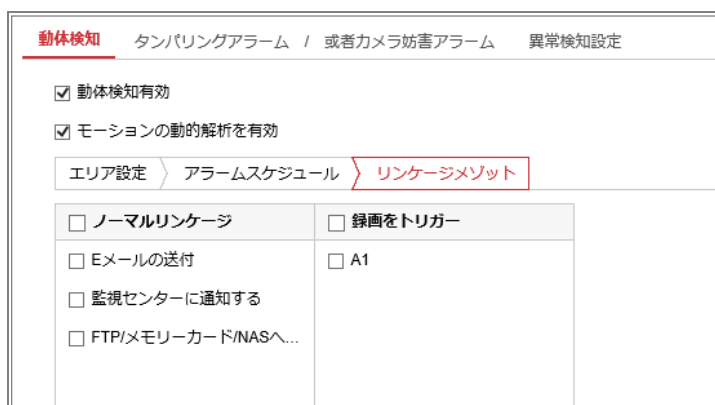 動体検知 タンパリングアラーム / 或者カメラ妨害アラーム 異常検知設定
動体検知有効
モーションの動的解析を有効
エリア設定 アラームスケジュール リンケージメゾット
ノーマルリンケージ 録画をトリガー
Eメールの送付 A1
監視センターに通知する
FTP/メモリーカード/NASへ...